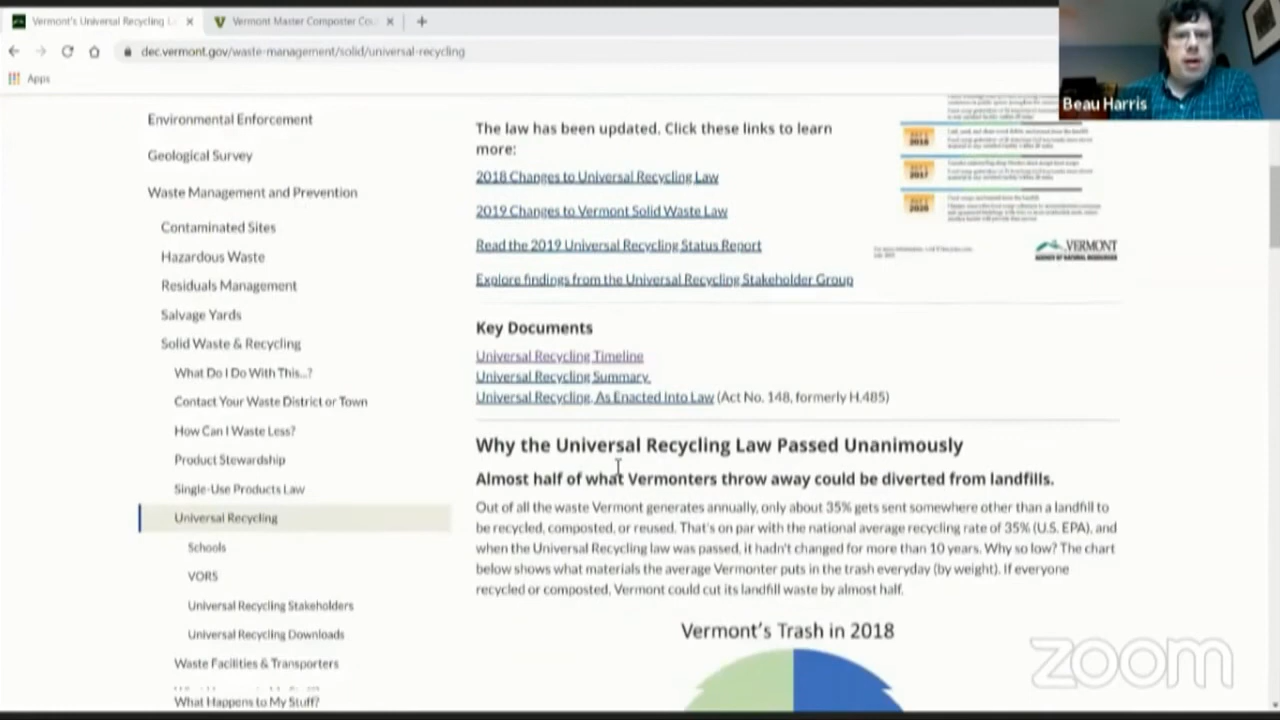 Vermont's Universal Recycling L
Vermont Master Composter Co
dec.vermont.gov/waste-management/solid/universal-recycling
Apps
Beau Harris
Environmental Enforcement
Geological Survey
Waste Management and Prevention
Contaminated Sites
Hazardous Waste
Residuals Management
Salvage Yards
Solid Waste & Recycling
What Do I Do With This...?
Contact Your Waste District or Town
How Can I Waste Less?
Product Stewardship
Single-Use Products Law
Universal Recycling
Schools
VORS
Universal Recycling Stakeholders
Universal Recycling Downloads
Waste Facilities & Transporters
What Happens to My Stuff?
The law has been updated. Click these links to learn
more:
2018 Changes to Universal Recycling Law
2019 Changes to Vermont Solid Waste Law
Read the 2019 Universal Recycling Status Report
Explore findings from the Universal Recycling Stakeholder Group
2017
VERMONT
AGENCY OF NATURAL RESOURCES
Key Documents
Universal Recycling Timeline
Universal Recycling Summary
Universal Recycling, As Enacted Into Law (Act No. 148, formerly H.485)
Why the Universal Recycling Law Passed Unanimously
Almost half of what Vermonters throw away could be diverted from landfills.
Out of all the waste Vermont generates annually, only about 35% gets sent somewhere other than a landfill to
be recycled, composted, or reused. That's on par with the national average recycling rate of 35% (U.S. EPA), and
when the Universal Recycling law was passed, it hadn't changed for more than 10 years. Why so low? The chart
below shows what materials the average Vermonter puts in the trash everyday (by weight). If everyone
recycled or composted, Vermont could cut its landfill waste by almost half.
Vermont's Trash in 2018
zoom